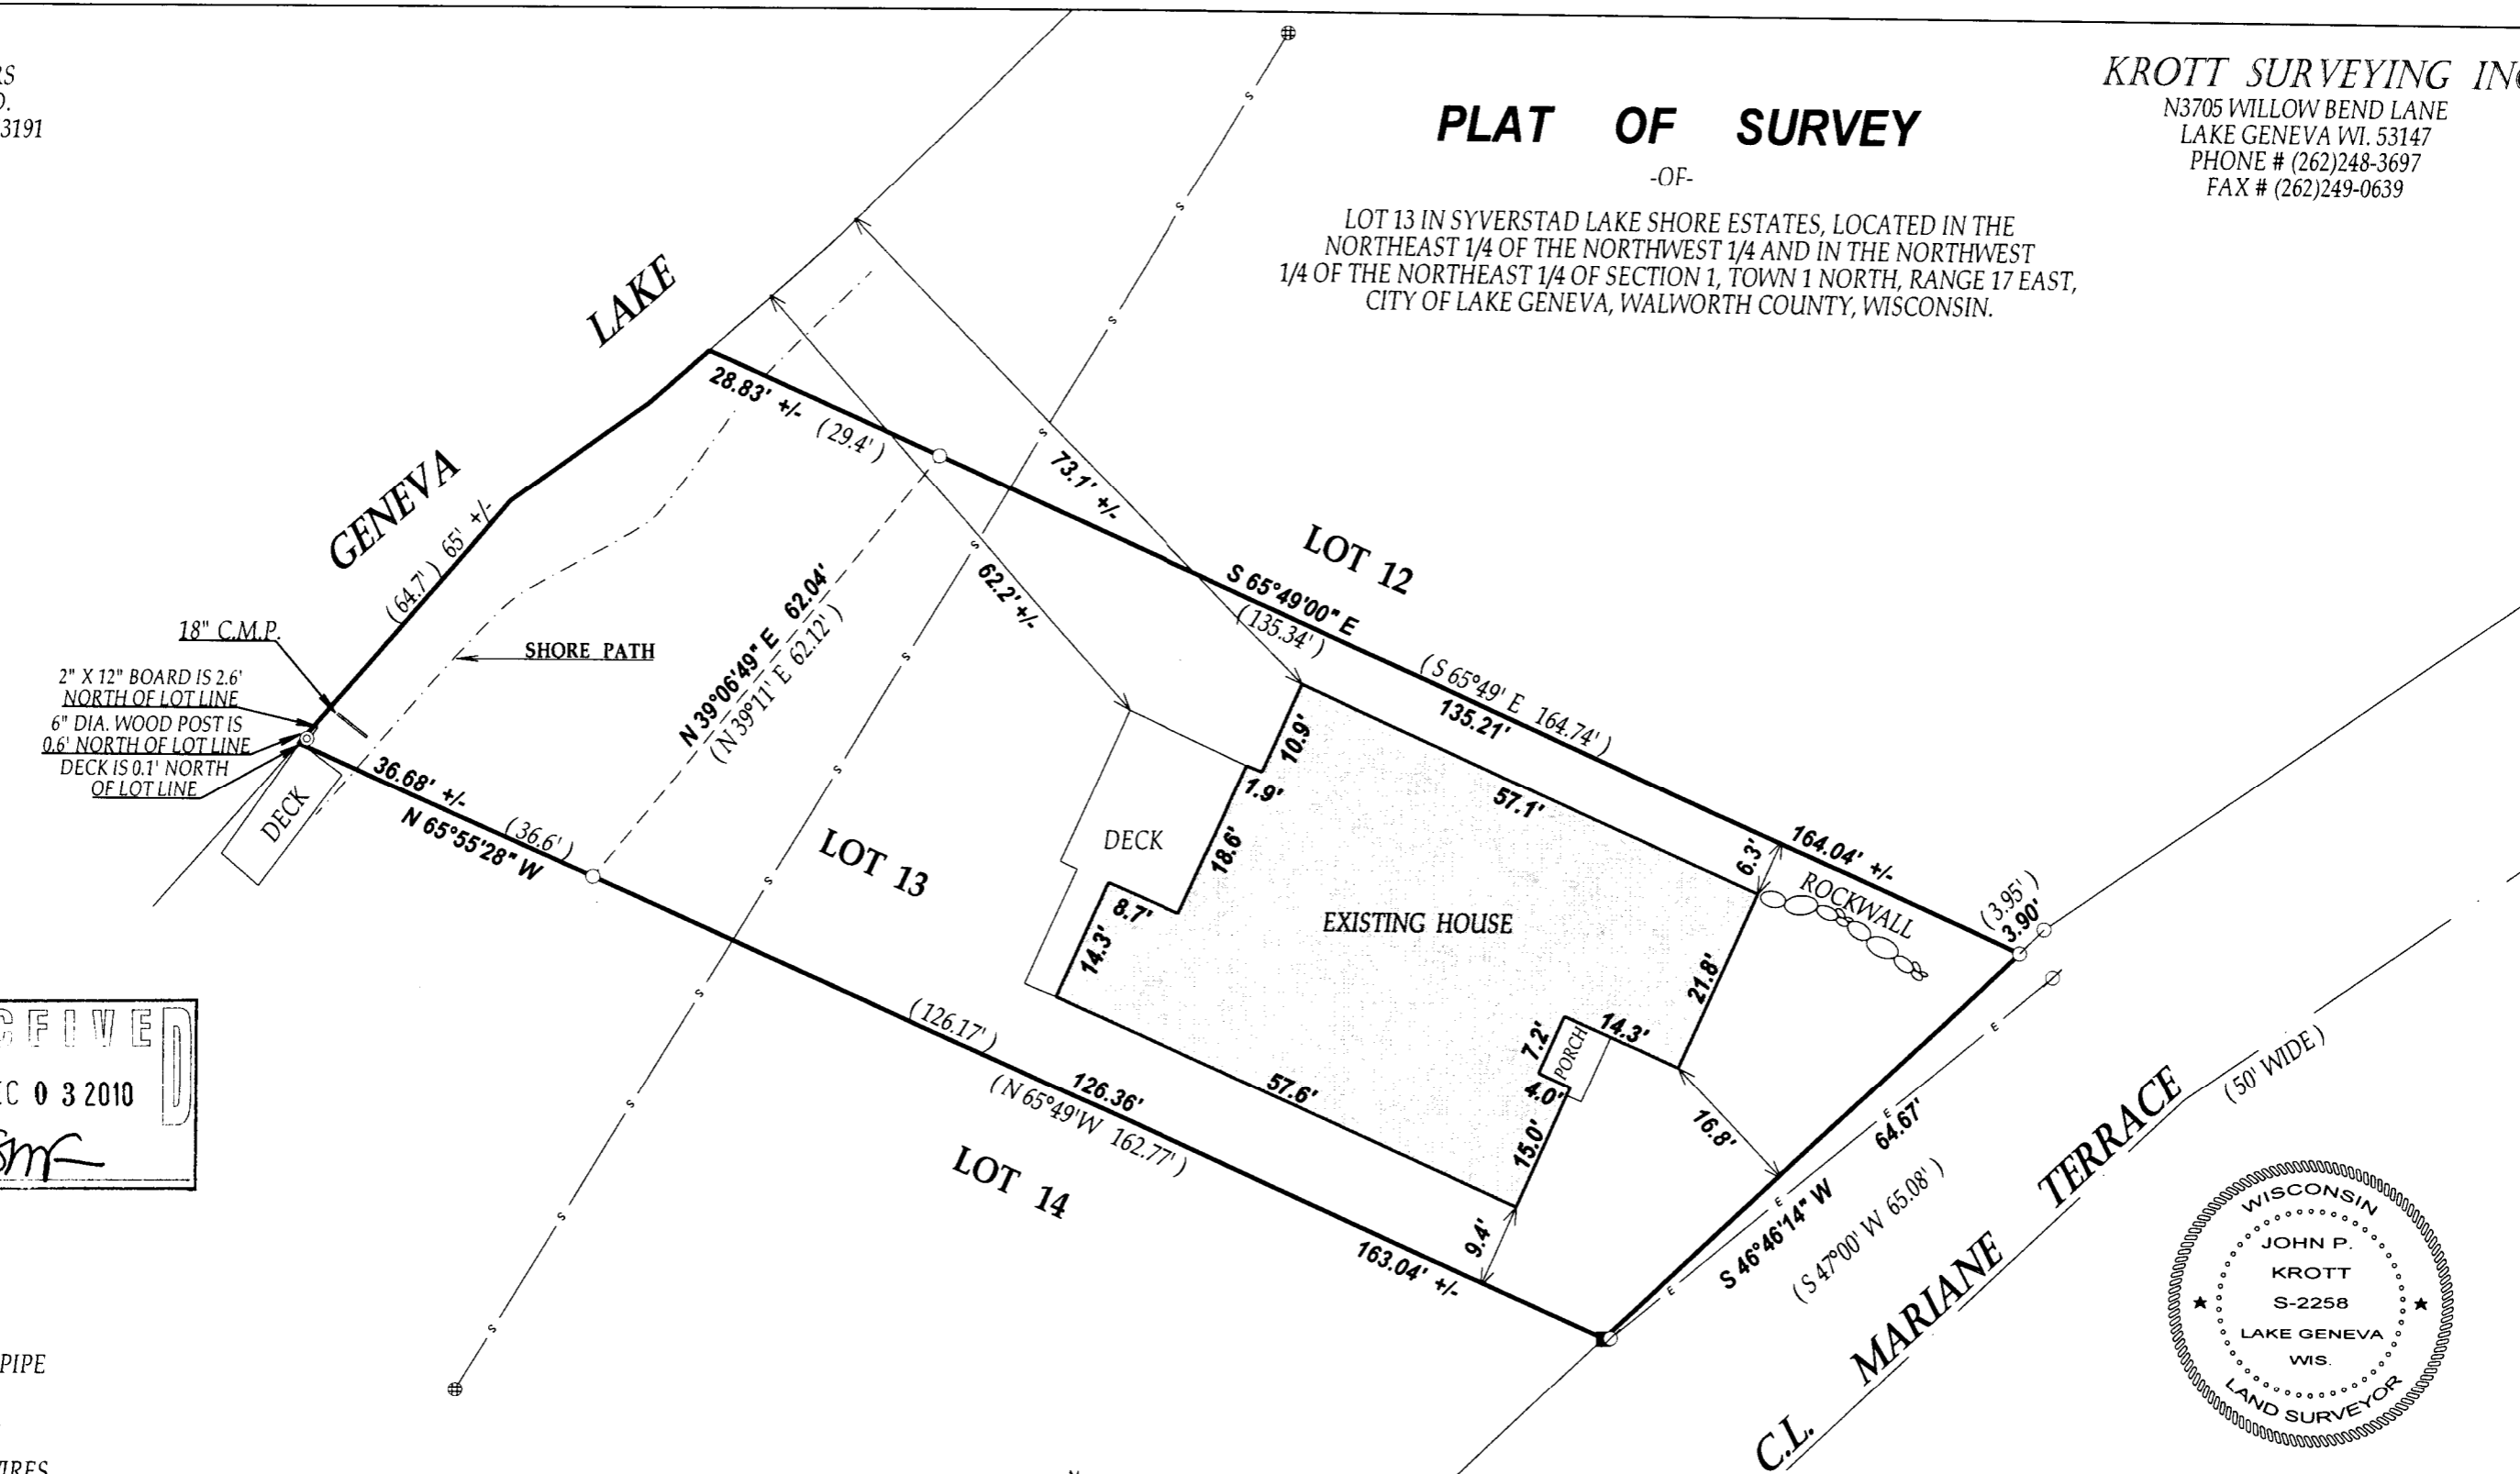 3191
PLAT OF SURVEY
-OF-
LOT 13 IN SYVERSTAD LAKE SHORE ESTATES, LOCATED IN THE
NORTHEAST 1/4 OF THE NORTHWEST 1/4 AND IN THE NORTHWEST
1/4 OF THE NORTHEAST 1/4 OF SECTION 1, TOWN 1 NORTH, RANGE 17 EAST,
CITY OF LAKE GENEVA, WALWORTH COUNTY, WISCONSIN.
KROTT SURVEYING INC
N3705 WILLOW BEND LANE
LAKE GENEVA WI. 53147
PHONE # (262)248-3697
FAX # (262)249-0639
GENEVA LAKE
28.83' +/- (29.4')
73.1' +/-
62.2' +/-
(64.7') 65' +/-
18" C.M.P.
2" X 12" BOARD IS 2.6'
NORTH OF LOT LINE
6" DIA. WOOD POST IS
0.6' NORTH OF LOT LINE
DECK IS 0.1' NORTH
OF LOT LINE
DECK
SHORE PATH
N 39°06'49" E 62.04'
(N 39°11' E 62.12')
36.68' +/-
(36.6')
N 65°55'28" W
LOT 12
S 65°49'00" E
(135.34')
(S 65°49' E 164.74')
135.21'
164.04' +/-
(3.95')
3.90'
LOT 13
DECK
10.9'
1.9'
18.6'
8.7'
14.3'
57.1'
6.3'
ROCKWALL
EXISTING HOUSE
21.8'
14.3'
7.2'
PORCH
4.0'
15.0'
57.6'
16.8'
9.4'
(126.17')
126.36'
(N 65°49'W 162.77')
163.04' +/-
LOT 14
64.67'
S 46°46'14" W
(S 47°00' W 65.08')
C.L. MARIANE TERRACE
(50' WIDE)
DEC 03 2010
PIPE
WISCONSIN
JOHN P.
KROTT
S-2258
LAKE GENEVA
WIS.
LAND SURVEYOR